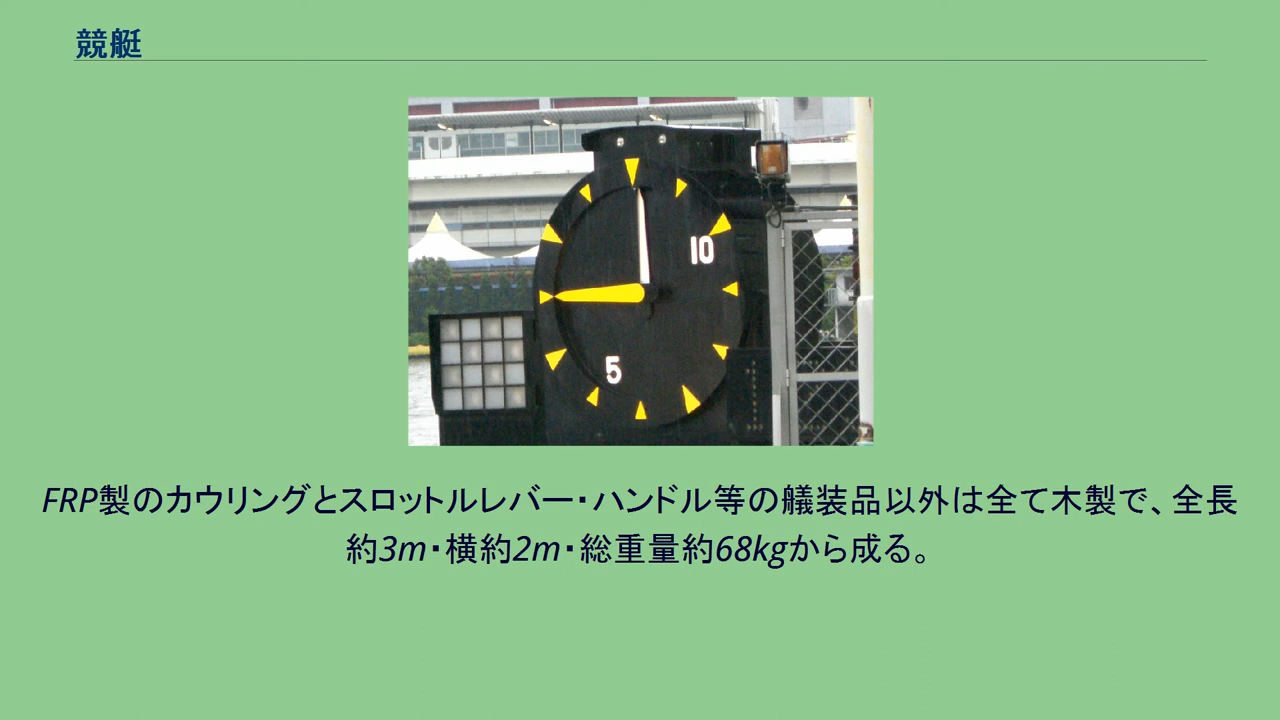 競艇
10
5
FRP製のカウリングとスロットルレバー・ハンドル等の艤装品以外は全て木製で、全長
約3m・横約2m・総重量約68kgから成る。